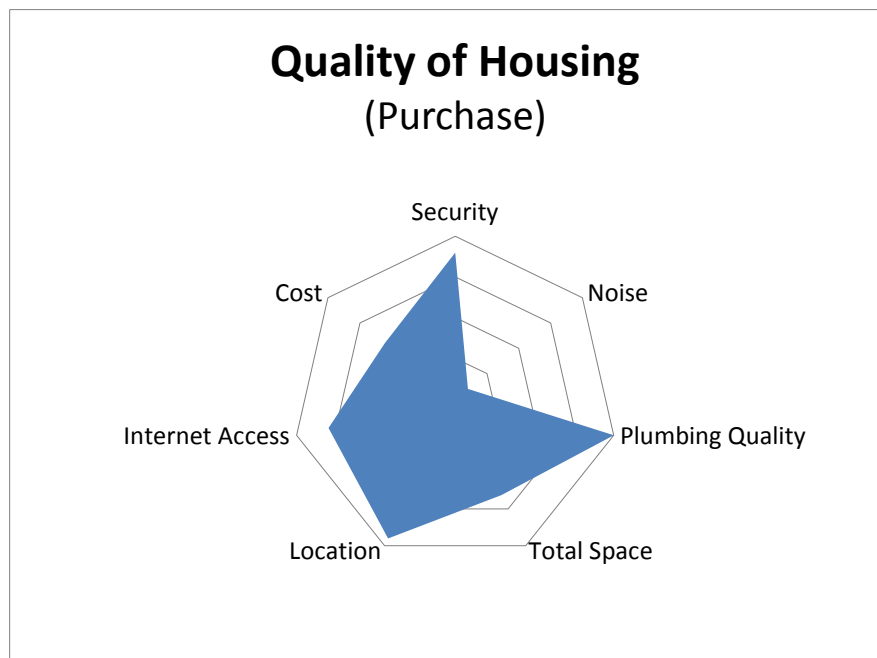 Quality of Housing
(Purchase)
Security
Cost
Noise
Internet Access
Plumbing Quality
Location
Total Space